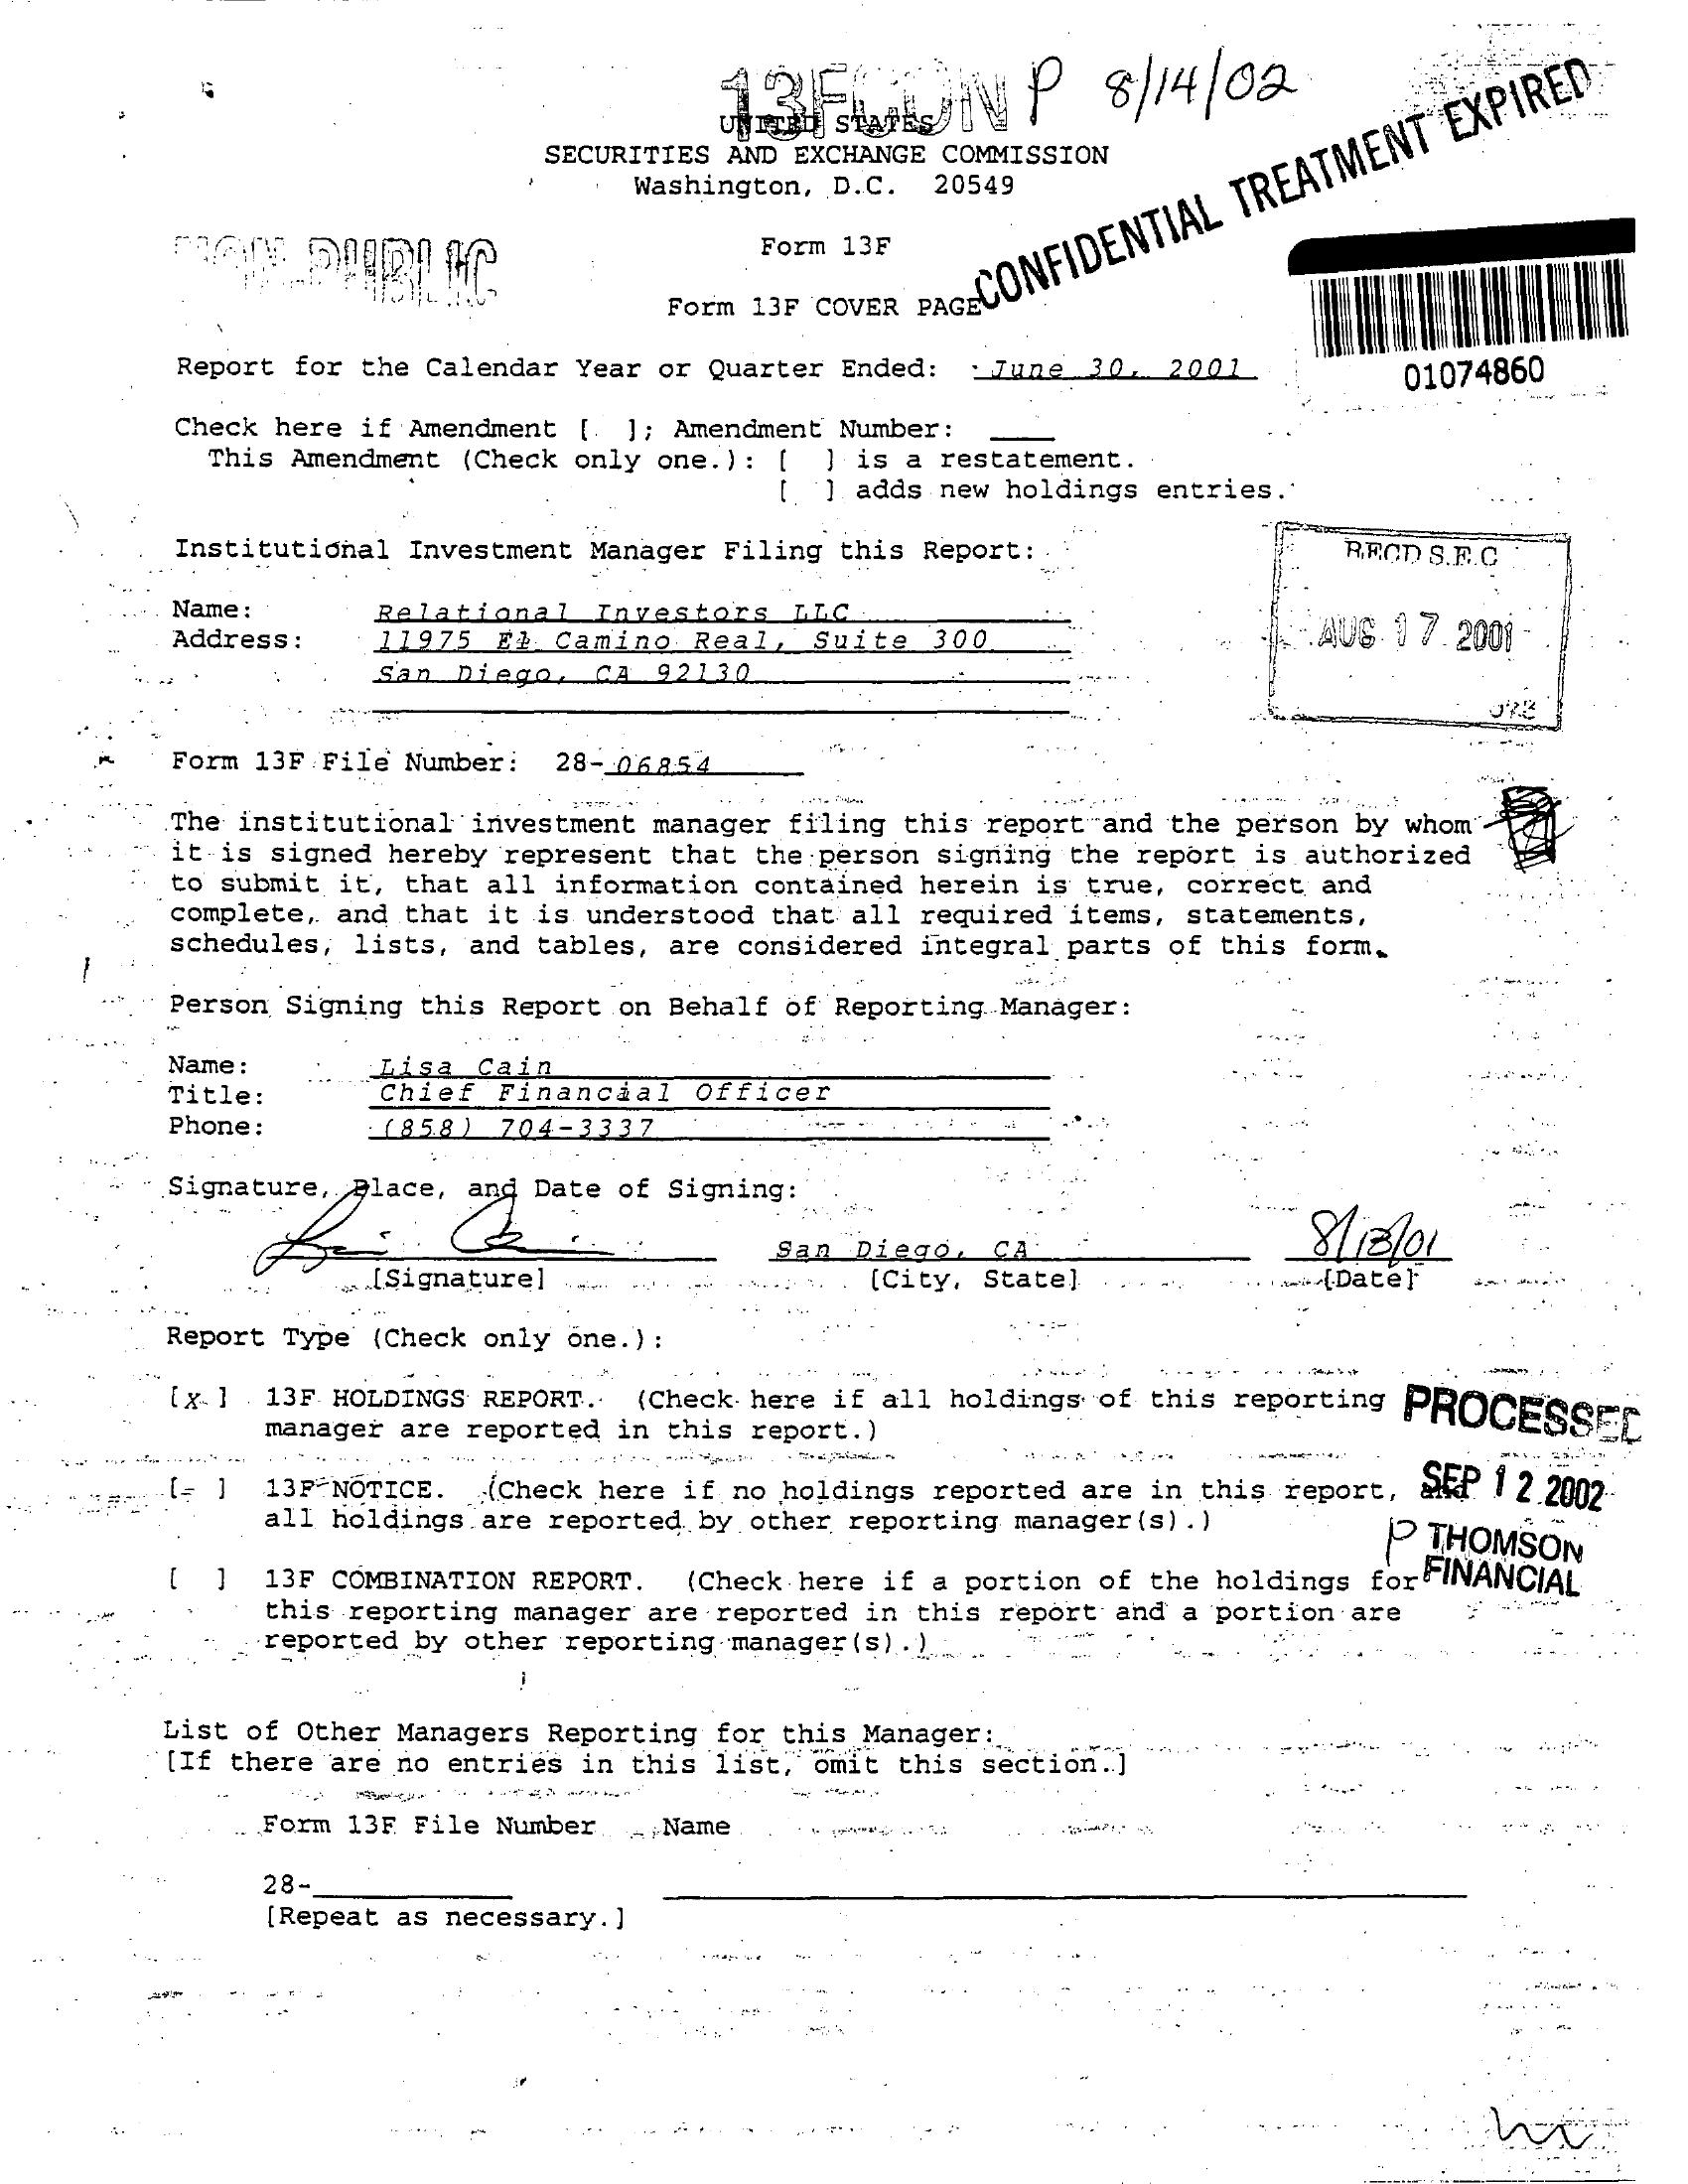 13FCON P 8/14/02
UNITED STATES
SECURITIES AND EXCHANGE COMMISSION
Washington, D.C. 20549
CONFIDENTIAL TREATMENT EXPIRED
NON-PUBLIC
Form 13F
Form 13F COVER PAGE
01074860
Report for the Calendar Year or Quarter Ended: June 30, 2001
Check here if Amendment [ ]; Amendment Number: ____
This Amendment (Check only one.): [ ] is a restatement.
[ ] adds new holdings entries.
Institutional Investment Manager Filing this Report:
RECD S.E.C
AUG 17 2001
Name: Relational Investors LLC
Address: 11975 El Camino Real, Suite 300
San Diego, CA 92130
Form 13F File Number: 28-06854
The institutional investment manager filing this report and the person by whom
it is signed hereby represent that the person signing the report is authorized
to submit it, that all information contained herein is true, correct and
complete, and that it is understood that all required items, statements,
schedules, lists, and tables, are considered integral parts of this form.
Person Signing this Report on Behalf of Reporting Manager:
Name: Lisa Cain
Title: Chief Financial Officer
Phone: (858) 704-3337
Signature, Place, and Date of Signing:
San Diego, CA 8/13/01
[Signature] [City, State] [Date]
Report Type (Check only one.):
[x] 13F HOLDINGS REPORT. (Check here if all holdings of this reporting
manager are reported in this report.)
PROCESSED
[ ] 13F NOTICE. (Check here if no holdings reported are in this report, and
all holdings are reported by other reporting manager(s).)
SEP 12 2002
P THOMSON
FINANCIAL
[ ] 13F COMBINATION REPORT. (Check here if a portion of the holdings for
this reporting manager are reported in this report and a portion are
reported by other reporting manager(s).)
List of Other Managers Reporting for this Manager:
[If there are no entries in this list, omit this section.]
Form 13F File Number Name
28-____________
[Repeat as necessary.]